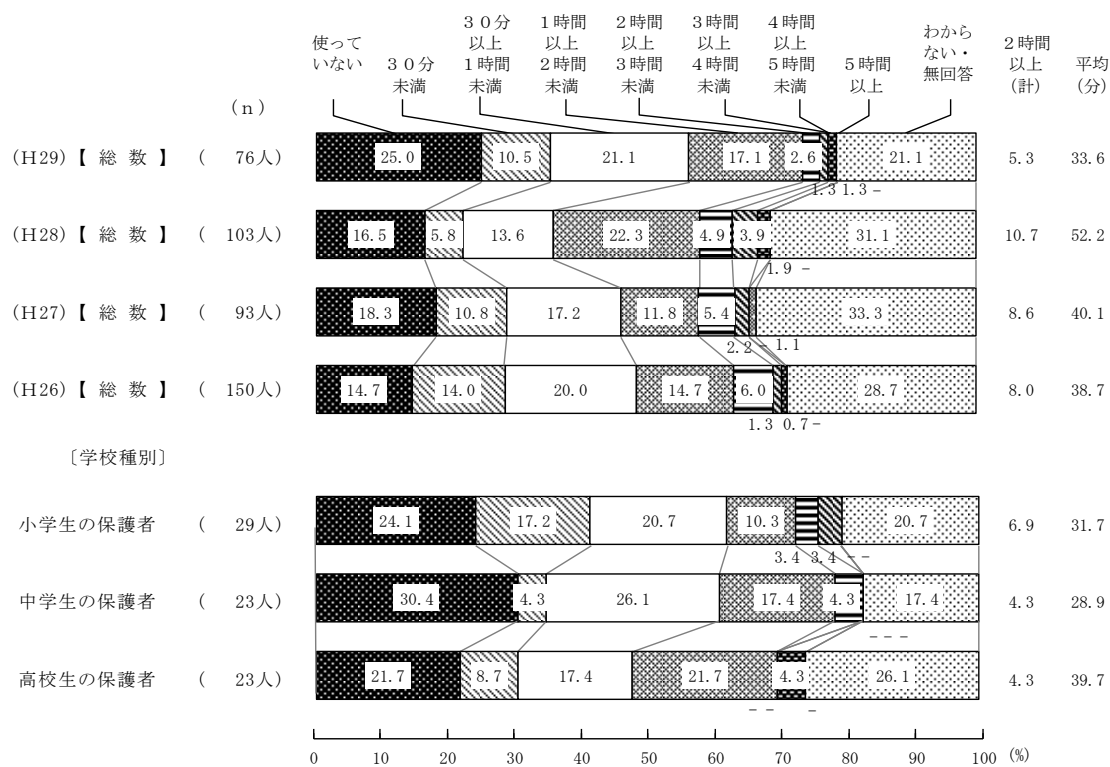 使って
いない
３０分
未満
３０分
以上
１時間
未満
１時間
以上
２時間
未満
２時間
以上
３時間
未満
３時間
以上
４時間
未満
４時間
以上
５時間
未満
５時間
以上
わから
ない・
無回答
２時間
以上
(計)
平均
(分)
(ｎ)
(H29)【 総 数 】 ( 76人) 25.0 10.5 21.1 17.1 2.6 21.1 5.3 33.6
1.3 1.3 -
(H28)【 総 数 】 ( 103人) 16.5 5.8 13.6 22.3 4.9 3.9 31.1 10.7 52.2
1.9 -
(H27)【 総 数 】 ( 93人) 18.3 10.8 17.2 11.8 5.4 33.3 8.6 40.1
2.2 - 1.1
(H26)【 総 数 】 ( 150人) 14.7 14.0 20.0 14.7 6.0 28.7 8.0 38.7
1.3 0.7 -
〔学校種別〕
小学生の保護者 ( 29人) 24.1 17.2 20.7 10.3 20.7 6.9 31.7
3.4 3.4 - -
中学生の保護者 ( 23人) 30.4 4.3 26.1 17.4 4.3 17.4 4.3 28.9
- - -
高校生の保護者 ( 23人) 21.7 8.7 17.4 21.7 4.3 26.1 4.3 39.7
- - -
0 10 20 30 40 50 60 70 80 90 100 (%)